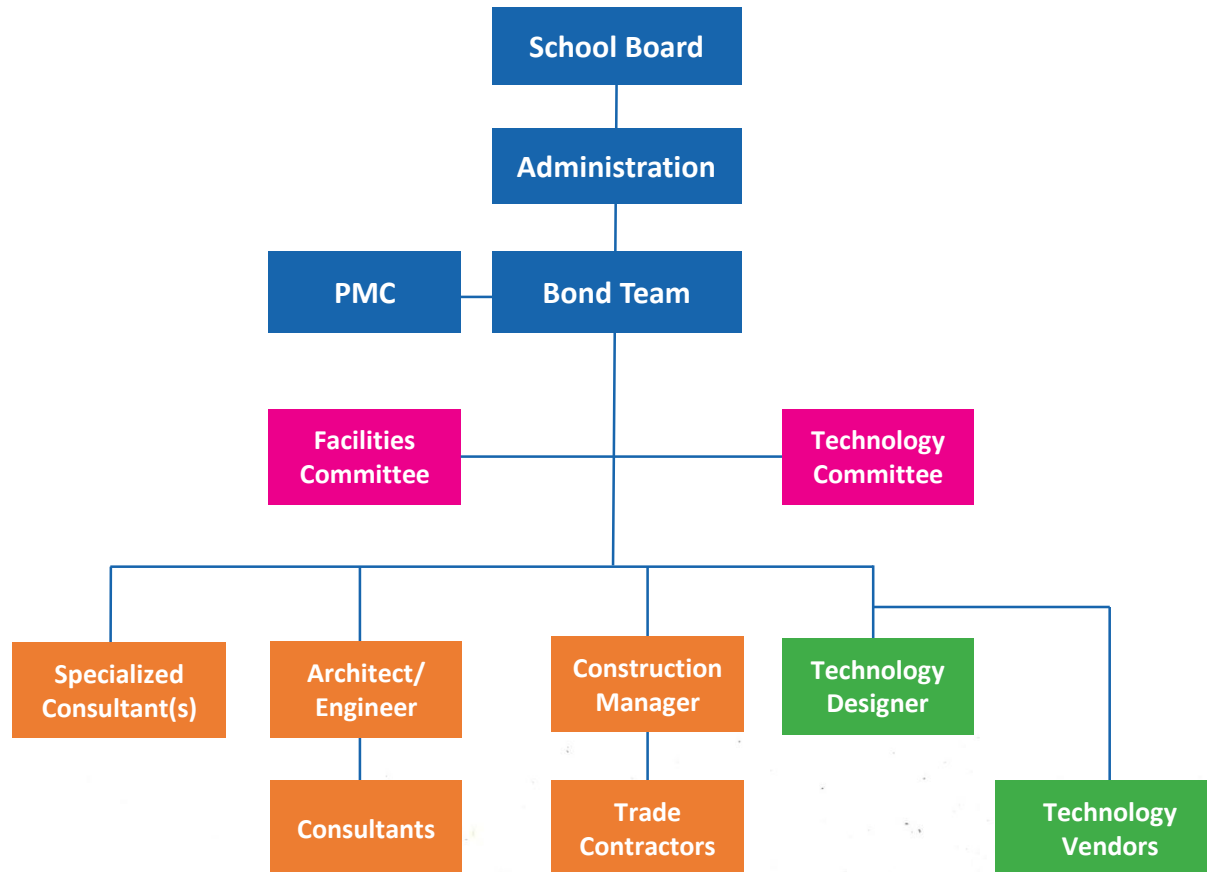 School Board
Administration
PMC
Bond Team
Facilities
Committee
Technology
Committee
Specialized
Consultant(s)
Architect/
Engineer
Construction
Manager
Technology
Designer
Consultants
Trade
Contractors
Technology
Vendors